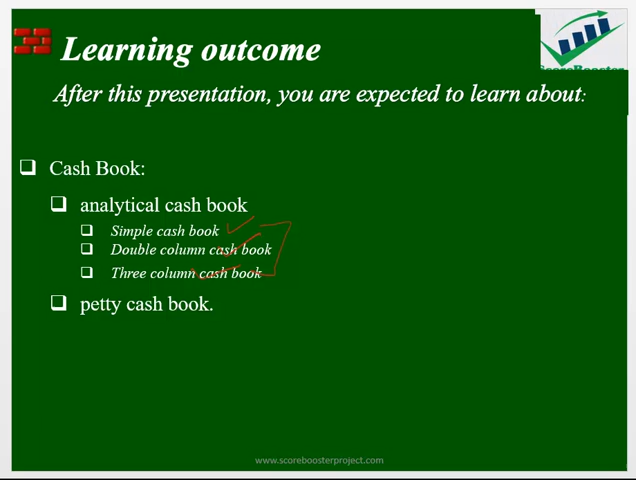 Learning outcome
After this presentation, you are expected to learn about:
Cash Book:
analytical cash book
Simple cash book
Double column cash book
Three column cash book
petty cash book.
www.scoreboosterproject.com